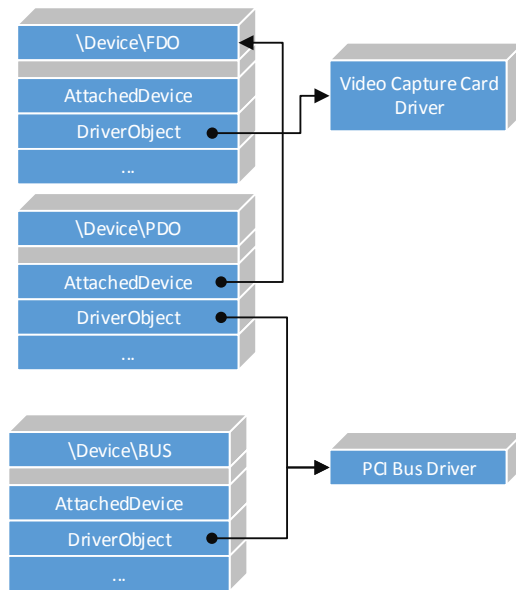 \Device\FDO
AttachedDevice
DriverObject
...
Video Capture Card
Driver
\Device\PDO
AttachedDevice
DriverObject
...
\Device\BUS
AttachedDevice
DriverObject
...
PCI Bus Driver